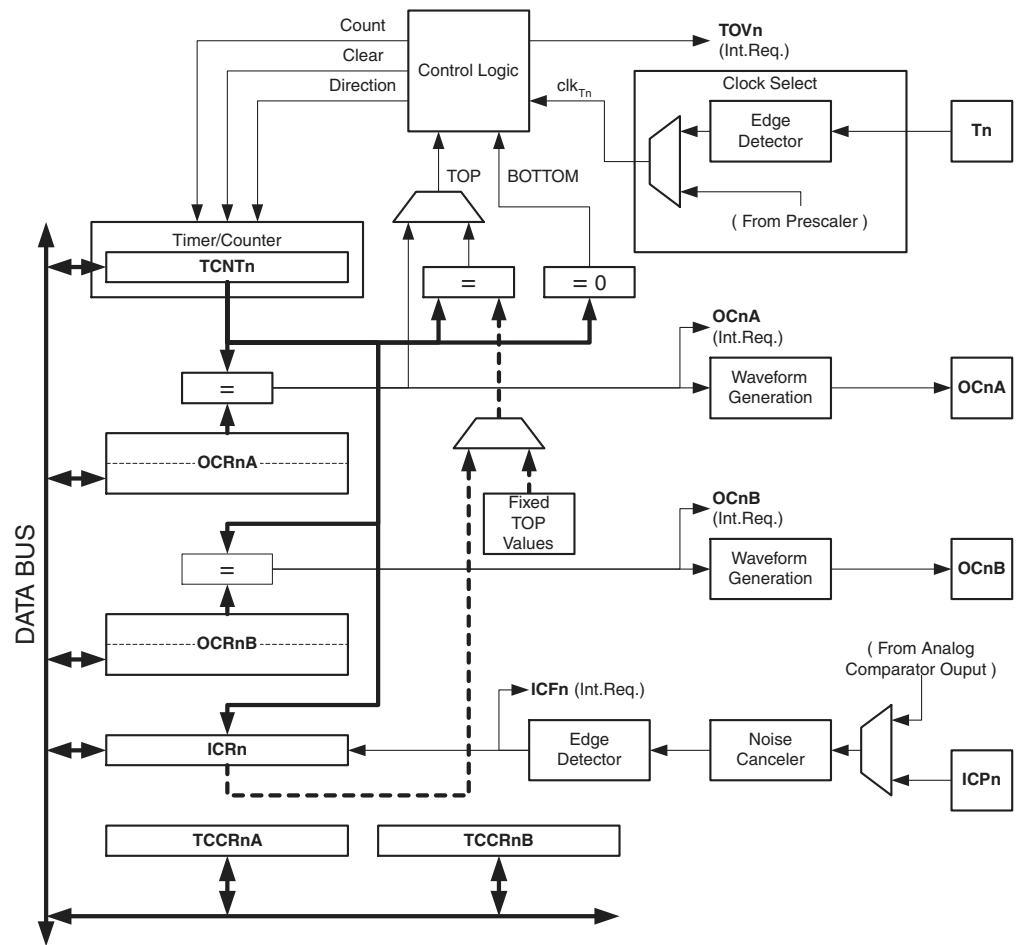 Count
Clear
Direction
Control Logic
TOVn
(Int.Req.)
clkTn
Clock Select
Edge
Detector
Tn
( From Prescaler )
TOP
BOTTOM
Timer/Counter
TCNTn
=
= 0
=
OCnA
(Int.Req.)
Waveform
Generation
OCnA
OCRnA
Fixed
TOP
Values
OCnB
(Int.Req.)
=
Waveform
Generation
OCnB
OCRnB
DATA BUS
( From Analog
Comparator Ouput )
ICFn (Int.Req.)
ICRn
Edge
Detector
Noise
Canceler
ICPn
TCCRnA
TCCRnB